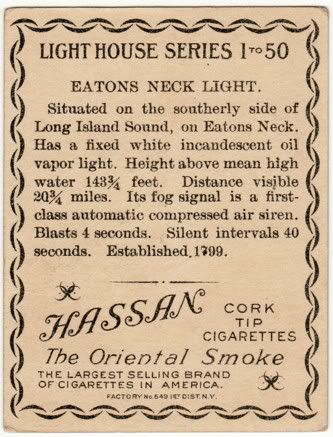 LIGHT HOUSE SERIES 1 TO 50
EATONS NECK LIGHT.
Situated on the southerly side of
Long Island Sound, on Eatons Neck.
Has a fixed white incandescent oil
vapor light. Height above mean high
water 143¾ feet. Distance visible
20¾ miles. Its fog signal is a first-
class automatic compressed air siren.
Blasts 4 seconds. Silent intervals 40
seconds. Established 1799.
HASSAN
CORK
TIP
CIGARETTES
The Oriental Smoke
THE LARGEST SELLING BRAND
OF CIGARETTES IN AMERICA.
FACTORY No. 649 1ST DIST. N.Y.